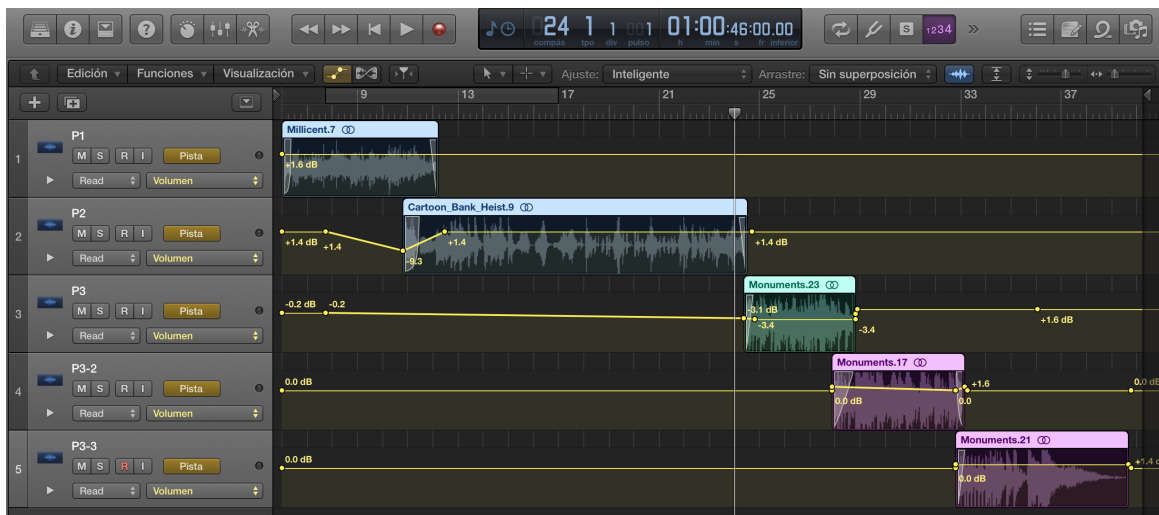 024 1 1 001 01:00:46:00.00
compás tpo div pulso h min s fr inferior
S 1234
Edición Funciones Visualización Ajuste: Inteligente Arrastre: Sin superposición
9 13 17 21 25 29 33 37
P1
Millicent.7
1 M S R I Pista
+1.6 dB
Read Volumen
P2
Cartoon_Bank_Heist.9
2 M S R I Pista
+1.4 dB +1.4 +1.4 +1.4 dB
-9.3
Read Volumen
P3
Monuments.23
-0.2 dB -0.2 -3.1 dB
3 M S R I Pista
-3.4 -3.4 +1.6 dB
Read Volumen
P3-2
Monuments.17
0.0 dB +1.6 0.0 dB
4 M S R I Pista
0.0 dB 0.0
Read Volumen
P3-3
Monuments.21
0.0 dB +1.4
5 M S R I Pista
0.0 dB
Read Volumen